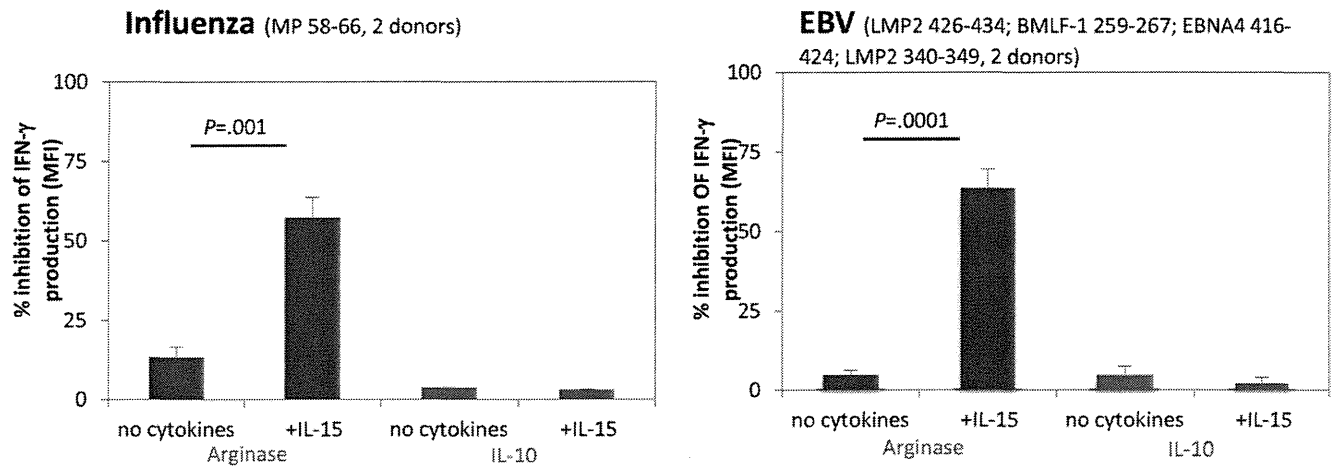 Influenza (MP 58-66, 2 donors)
% inhibition of IFN-γ
production (MFI)
100
75
50
25
0
P=.001
no cytokines +IL-15 no cytokines +IL-15
Arginase IL-10
EBV (LMP2 426-434; BMLF-1 259-267; EBNA4 416-
424; LMP2 340-349, 2 donors)
% inhibition OF IFN-γ
production (MFI)
100
75
50
25
0
P=.0001
no cytokines +IL-15 no cytokines +IL-15
Arginase IL-10